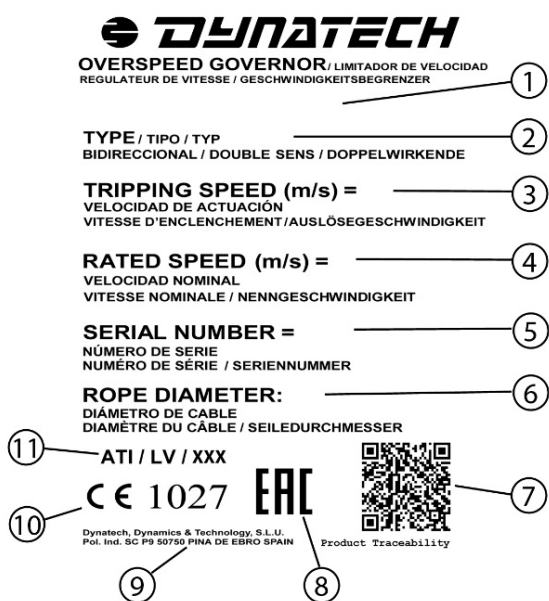 DYNATECH
OVERSPEED GOVERNOR / LIMITADOR DE VELOCIDAD
REGULATEUR DE VITESSE / GESCHWINDIGKEITSBEGRENZER
1
TYPE / TIPO / TYP
2
BIDIRECCIONAL / DOUBLE SENS / DOPPELWIRKENDE
TRIPPING SPEED (m/s) =
3
VELOCIDAD DE ACTUACIÓN
VITESSE D'ENCLENCHEMENT / AUSLÖSEGESCHWINDIGKEIT
RATED SPEED (m/s) =
4
VELOCIDAD NOMINAL
VITESSE NOMINALE / NENNGESCHWINDIGKEIT
SERIAL NUMBER =
5
NÚMERO DE SERIE
NUMÉRO DE SÉRIE / SERIENNUMMER
ROPE DIAMETER:
6
DIÁMETRO DE CABLE
DIAMÈTRE DU CÂBLE / SEILEDURCHMESSER
11
ATI / LV / XXX
CE 1027
EAC
7
10
Dynatech, Dynamics & Technology, S.L.U.
Pol. Ind. SC P9 50750 PINA DE EBRO SPAIN
Product Traceability
9
8